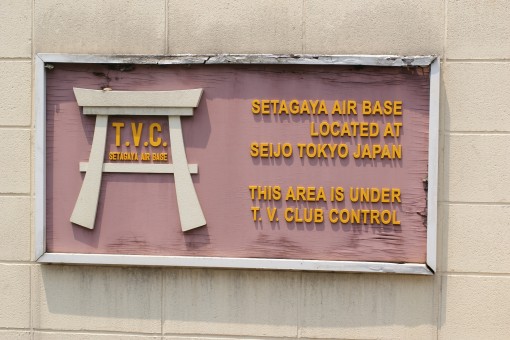 T.V.C.
SETAGAYA AIR BASE
SETAGAYA AIR BASE
LOCATED AT
SEIJO TOKYO JAPAN
THIS AREA IS UNDER
T. V. CLUB CONTROL